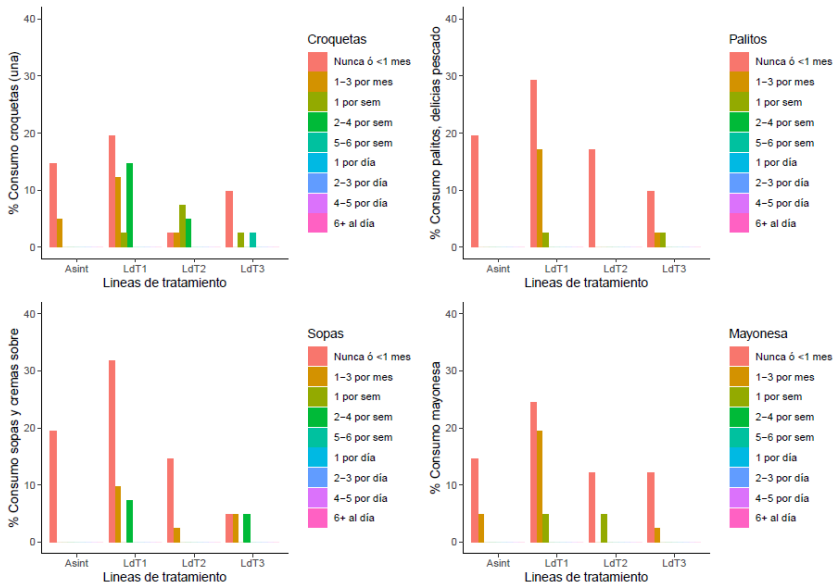 % Consumo croquetas (una)
40
30
20
10
0
Asint
LdT1
LdT2
LdT3
Lineas de tratamiento
Croquetas
Nunca ó <1 mes
1−3 por mes
1 por sem
2−4 por sem
5−6 por sem
1 por día
2−3 por día
4−5 por día
6+ al día
% Consumo palitos, delicias pescado
40
30
20
10
0
Asint
LdT1
LdT2
LdT3
Lineas de tratamiento
Palitos
Nunca ó <1 mes
1−3 por mes
1 por sem
2−4 por sem
5−6 por sem
1 por día
2−3 por día
4−5 por día
6+ al día
% Consumo sopas y cremas sobre
40
30
20
10
0
Asint
LdT1
LdT2
LdT3
Lineas de tratamiento
Sopas
Nunca ó <1 mes
1−3 por mes
1 por sem
2−4 por sem
5−6 por sem
1 por día
2−3 por día
4−5 por día
6+ al día
% Consumo mayonesa
40
30
20
10
0
Asint
LdT1
LdT2
LdT3
Lineas de tratamiento
Mayonesa
Nunca ó <1 mes
1−3 por mes
1 por sem
2−4 por sem
5−6 por sem
1 por día
2−3 por día
4−5 por día
6+ al día